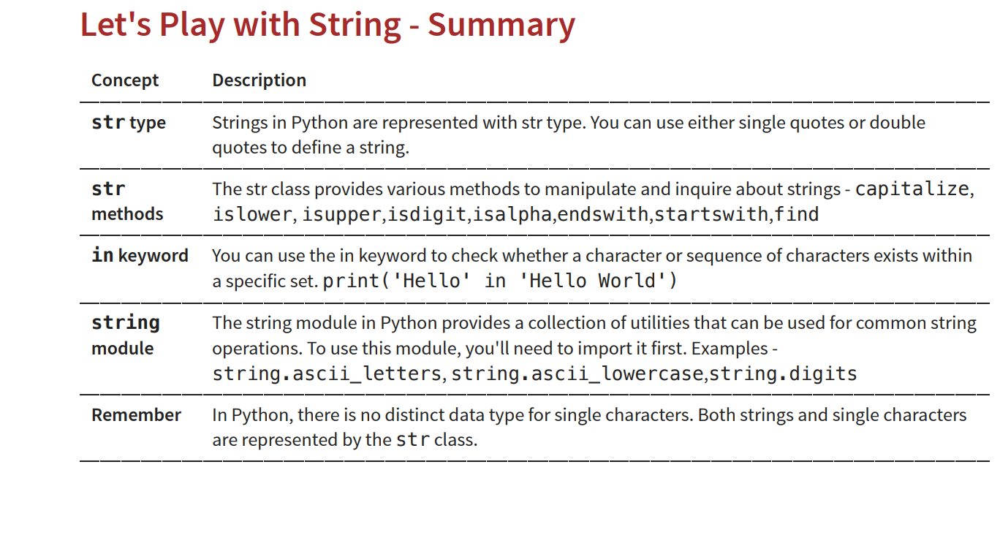 Let's Play with String - Summary
Concept Description
str type Strings in Python are represented with str type. You can use either single quotes or double
quotes to define a string.
str The str class provides various methods to manipulate and inquire about strings - capitalize,
methods islower, isupper,isdigit,isalpha,endswith,startswith,find
in keyword You can use the in keyword to check whether a character or sequence of characters exists within
a specific set. print('Hello' in 'Hello World')
string The string module in Python provides a collection of utilities that can be used for common string
module operations. To use this module, you'll need to import it first. Examples -
string.ascii_letters, string.ascii_lowercase,string.digits
Remember In Python, there is no distinct data type for single characters. Both strings and single characters
are represented by the str class.